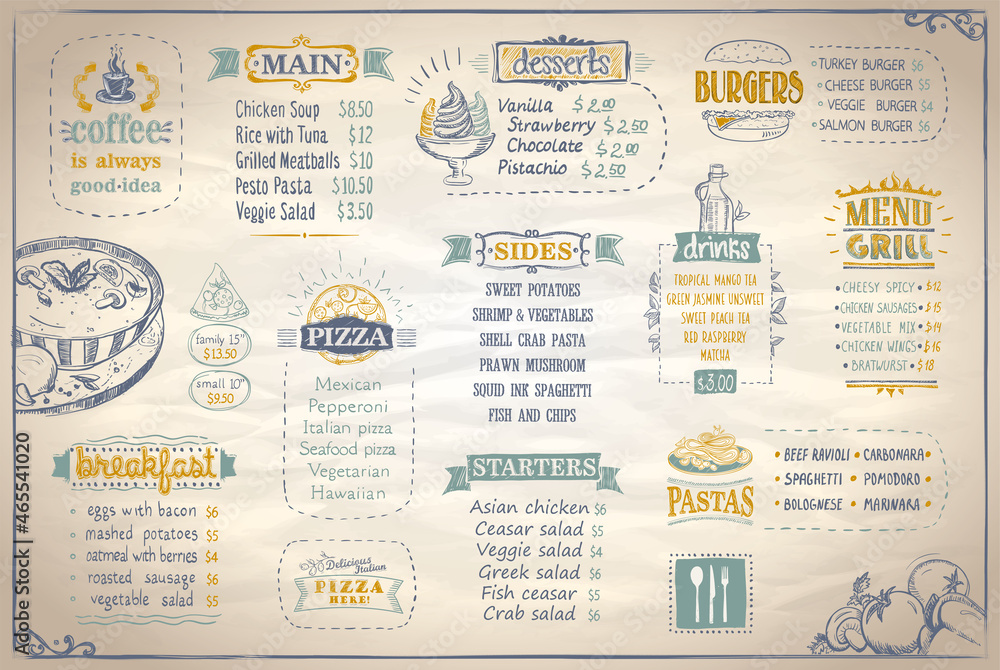 coffee
is always
good·idea
MAIN
Chicken Soup $8.50
Rice with Tuna $12
Grilled Meatballs $10
Pesto Pasta $10.50
Veggie Salad $3.50
desserts
Vanilla $2.00
Strawberry $2.50
Chocolate $2.00
Pistachio $2.50
BURGERS
TURKEY BURGER $6
CHEESE BURGER $5
VEGGIE BURGER $4
SALMON BURGER $6
family 15"
$13.50
small 10"
$9.50
PIZZA
Mexican
Pepperoni
Italian pizza
Seafood pizza
Vegetarian
Hawaiian
SIDES
SWEET POTATOES
SHRIMP & VEGETABLES
SHELL CRAB PASTA
PRAWN MUSHROOM
SQUID INK SPAGHETTI
FISH AND CHIPS
drinks
TROPICAL MANGO TEA
GREEN JASMINE UNSWEET
SWEET PEACH TEA
RED RASPBERRY
MATCHA
$3.00
MENU
GRILL
• CHEESY SPICY • $12
• CHICKEN SAUSAGES • $15
• VEGETABLE MIX • $14
• CHICKEN WINGS • $16
• BRATWURST • $18
breakfast
eggs with bacon $6
mashed potatoes $5
oatmeal with berries $4
roasted sausage $6
vegetable salad $5
Delicious
Italian
PIZZA
HERE!
STARTERS
Asian chicken $6
Ceasar salad $5
Veggie salad $4
Greek salad $6
Fish ceasar $5
Crab salad $6
PASTAS
• BEEF RAVIOLI • CARBONARA •
• SPAGHETTI • POMODORO •
• BOLOGNESE • MARINARA •
Adobe Stock | #465541020